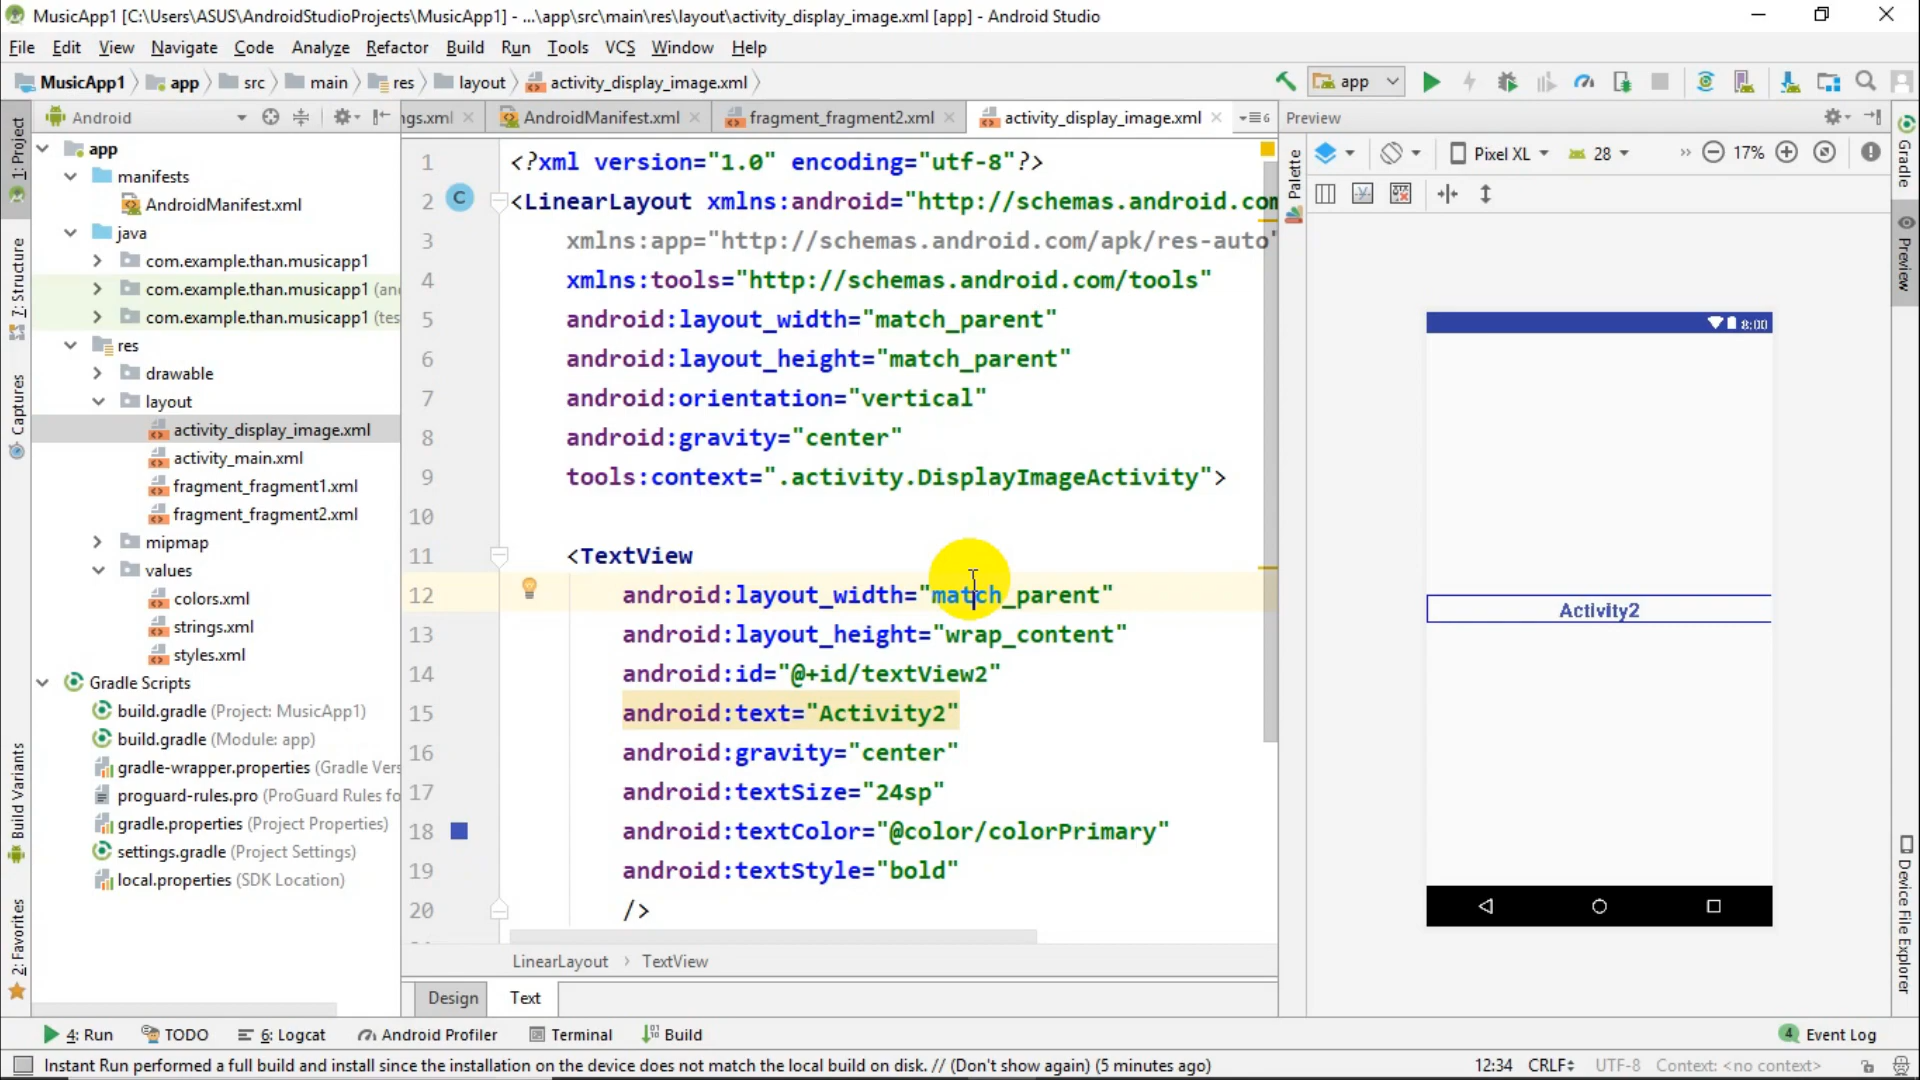 MusicApp1 [C:\Users\ASUS\AndroidStudioProjects\MusicApp1] - ...\app\src\main\res\layout\activity_display_image.xml [app] - Android Studio
File Edit View Navigate Code Analyze Refactor Build Run Tools VCS Window Help
MusicApp1 app src main res layout activity_display_image.xml app
1: Project
7: Structure
Captures
Build Variants
2: Favorites
Android
app
manifests
AndroidManifest.xml
java
com.example.than.musicapp1
com.example.than.musicapp1 (an
com.example.than.musicapp1 (tes
res
drawable
layout
activity_display_image.xml
activity_main.xml
fragment_fragment1.xml
fragment_fragment2.xml
mipmap
values
colors.xml
strings.xml
styles.xml
Gradle Scripts
build.gradle (Project: MusicApp1)
build.gradle (Module: app)
gradle-wrapper.properties (Gradle Vers
proguard-rules.pro (ProGuard Rules fo
gradle.properties (Project Properties)
settings.gradle (Project Settings)
local.properties (SDK Location)
ngs.xml AndroidManifest.xml fragment_fragment2.xml activity_display_image.xml 6
1 <?xml version="1.0" encoding="utf-8"?>
2 C <LinearLayout xmlns:android="http://schemas.android.com
3 xmlns:app="http://schemas.android.com/apk/res-auto"
4 xmlns:tools="http://schemas.android.com/tools"
5 android:layout_width="match_parent"
6 android:layout_height="match_parent"
7 android:orientation="vertical"
8 android:gravity="center"
9 tools:context=".activity.DisplayImageActivity">
10
11 <TextView
12 android:layout_width="match_parent"
13 android:layout_height="wrap_content"
14 android:id="@+id/textView2"
15 android:text="Activity2"
16 android:gravity="center"
17 android:textSize="24sp"
18 android:textColor="@color/colorPrimary"
19 android:textStyle="bold"
20 />
LinearLayout › TextView
Design Text
Preview
Palette
Pixel XL 28 » 17%
8:00
Activity2
Gradle
Preview
Device File Explorer
4: Run TODO 6: Logcat Android Profiler Terminal Build 4 Event Log
Instant Run performed a full build and install since the installation on the device does not match the local build on disk. // (Don't show again) (5 minutes ago) 12:34 CRLF UTF-8 Context: <no context>